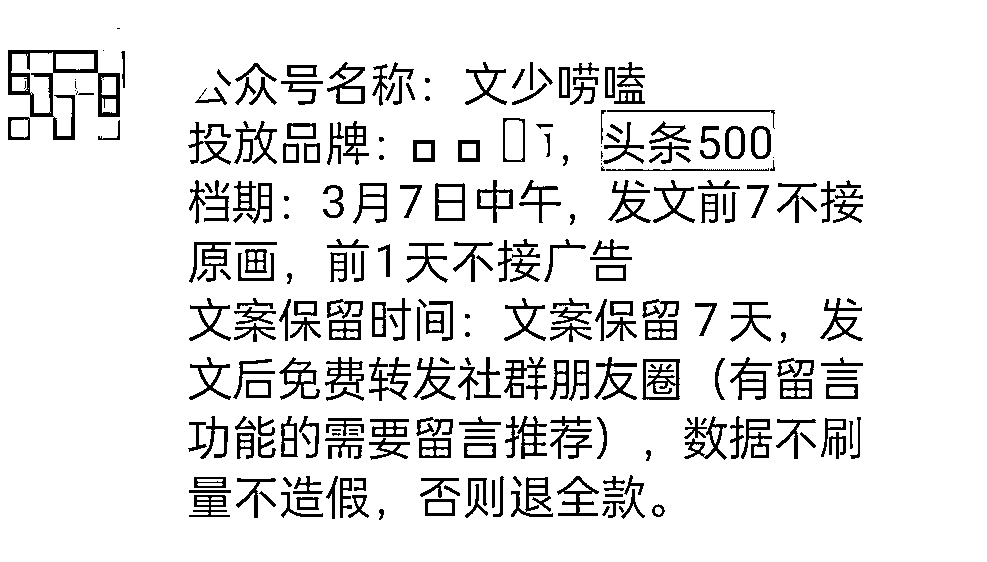 公众号名称：文少唠嗑
投放品牌：，头条500
档期：3月7日中午，发文前7不接
原画，前1天不接广告
文案保留时间：文案保留7天，发
文后免费转发社群朋友圈（有留言
功能的需要留言推荐），数据不刷
量不造假，否则退全款。